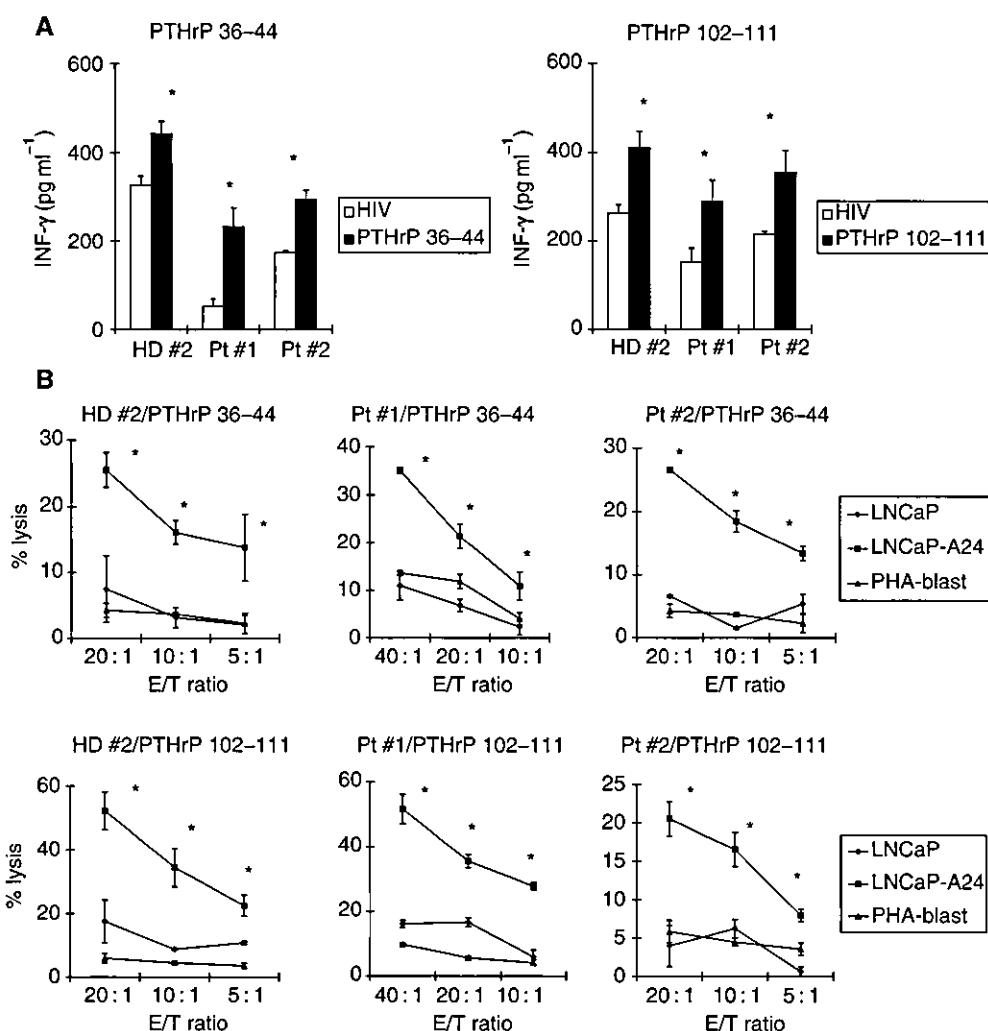 A
PTHrP 36–44
PTHrP 102–111
600
400
200
0
INF-γ (pg ml⁻¹)
*
*
*
HD #2 Pt #1 Pt #2
HIV
PTHrP 36–44
600
400
200
0
INF-γ (pg ml⁻¹)
*
*
*
HD #2 Pt #1 Pt #2
HIV
PTHrP 102–111
B
HD #2/PTHrP 36–44
30
20
10
0
% lysis
*
*
*
20:1 10:1 5:1
E/T ratio
Pt #1/PTHrP 36–44
40
30
20
10
0
*
*
*
40:1 20:1 10:1
E/T ratio
Pt #2/PTHrP 36–44
30
20
10
0
*
*
*
20:1 10:1 5:1
E/T ratio
LNCaP
LNCaP-A24
PHA-blast
HD #2/PTHrP 102–111
60
40
20
0
% lysis
*
*
*
20:1 10:1 5:1
E/T ratio
Pt #1/PTHrP 102–111
60
40
20
0
*
*
*
40:1 20:1 10:1
E/T ratio
Pt #2/PTHrP 102–111
25
20
15
10
5
0
*
*
*
20:1 10:1 5:1
E/T ratio
LNCaP
LNCaP-A24
PHA-blast